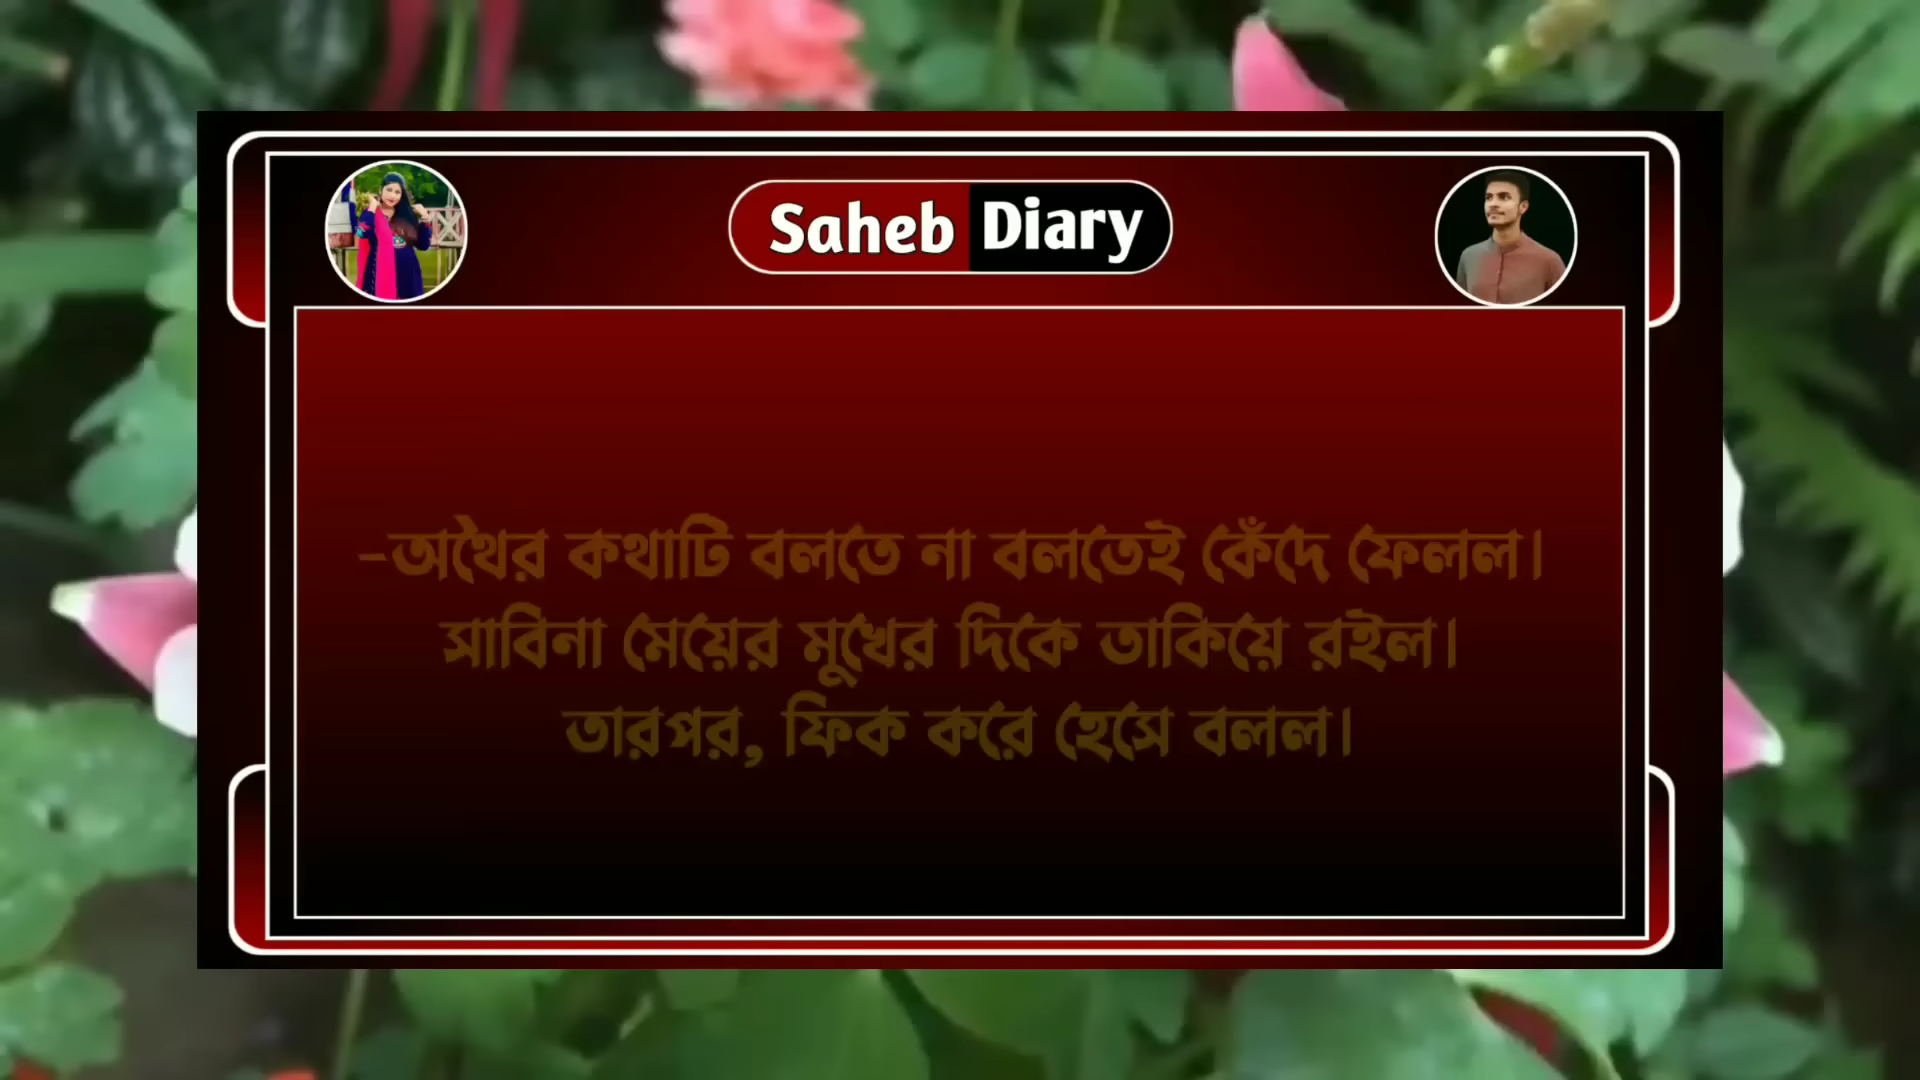 Saheb Diary
-অথৈর কথাটি বলতে না বলতেই কেঁদে ফেলল।
সাবিনা মেয়ের মুখের দিকে তাকিয়ে রইল।
তারপর, ফিক করে হেসে বলল।